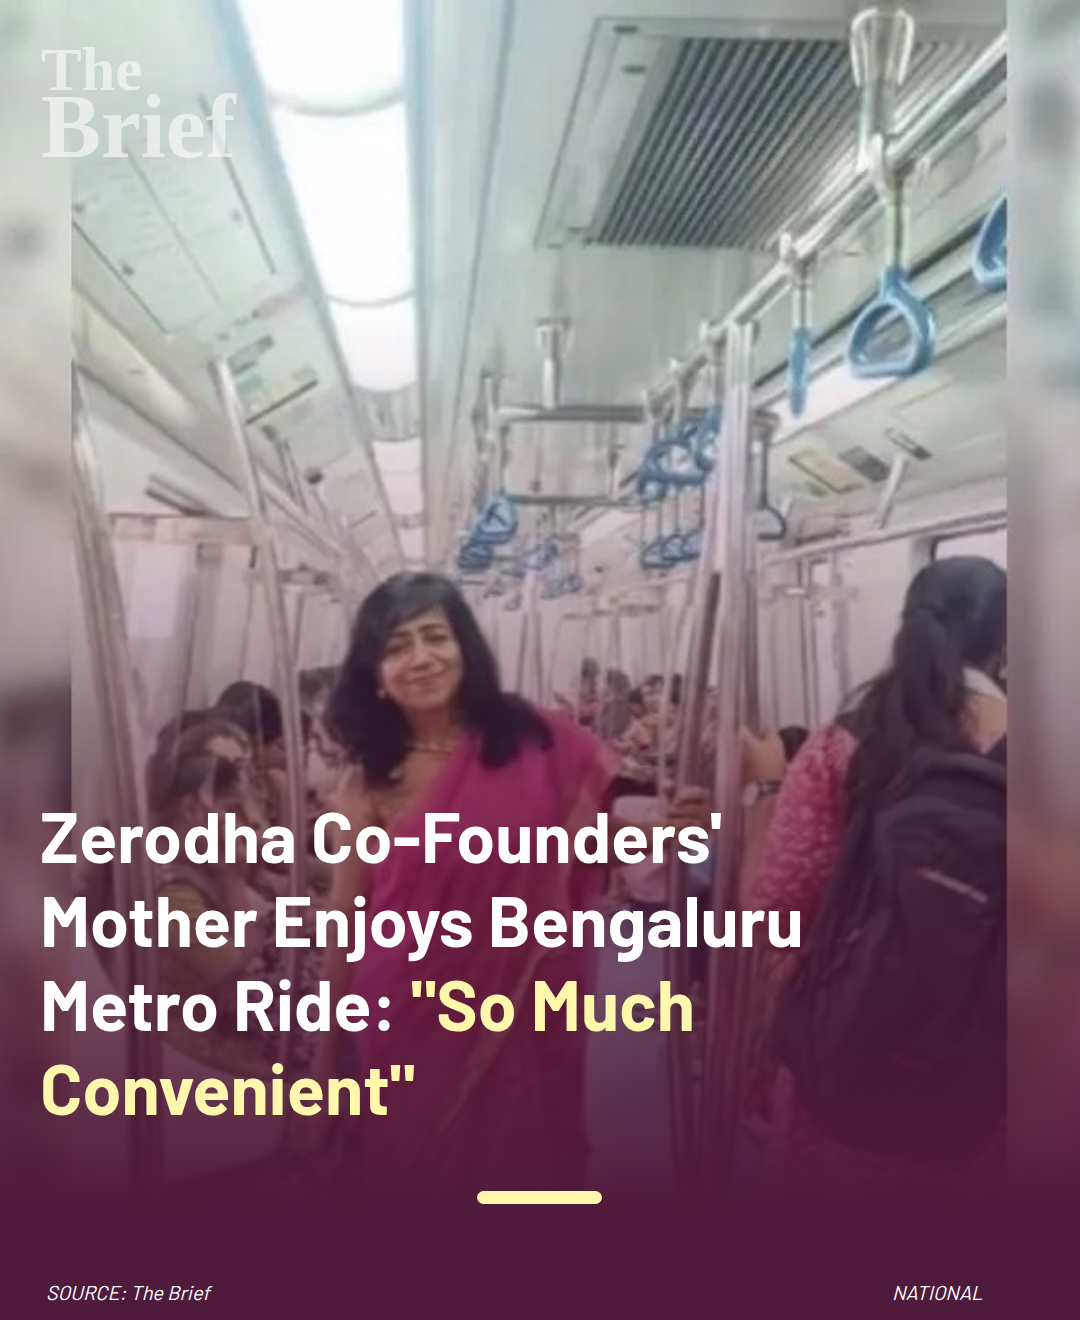 The
Brief
Zerodha Co-Founders'
Mother Enjoys Bengaluru
Metro Ride: "So Much
Convenient"
SOURCE: The Brief
NATIONAL